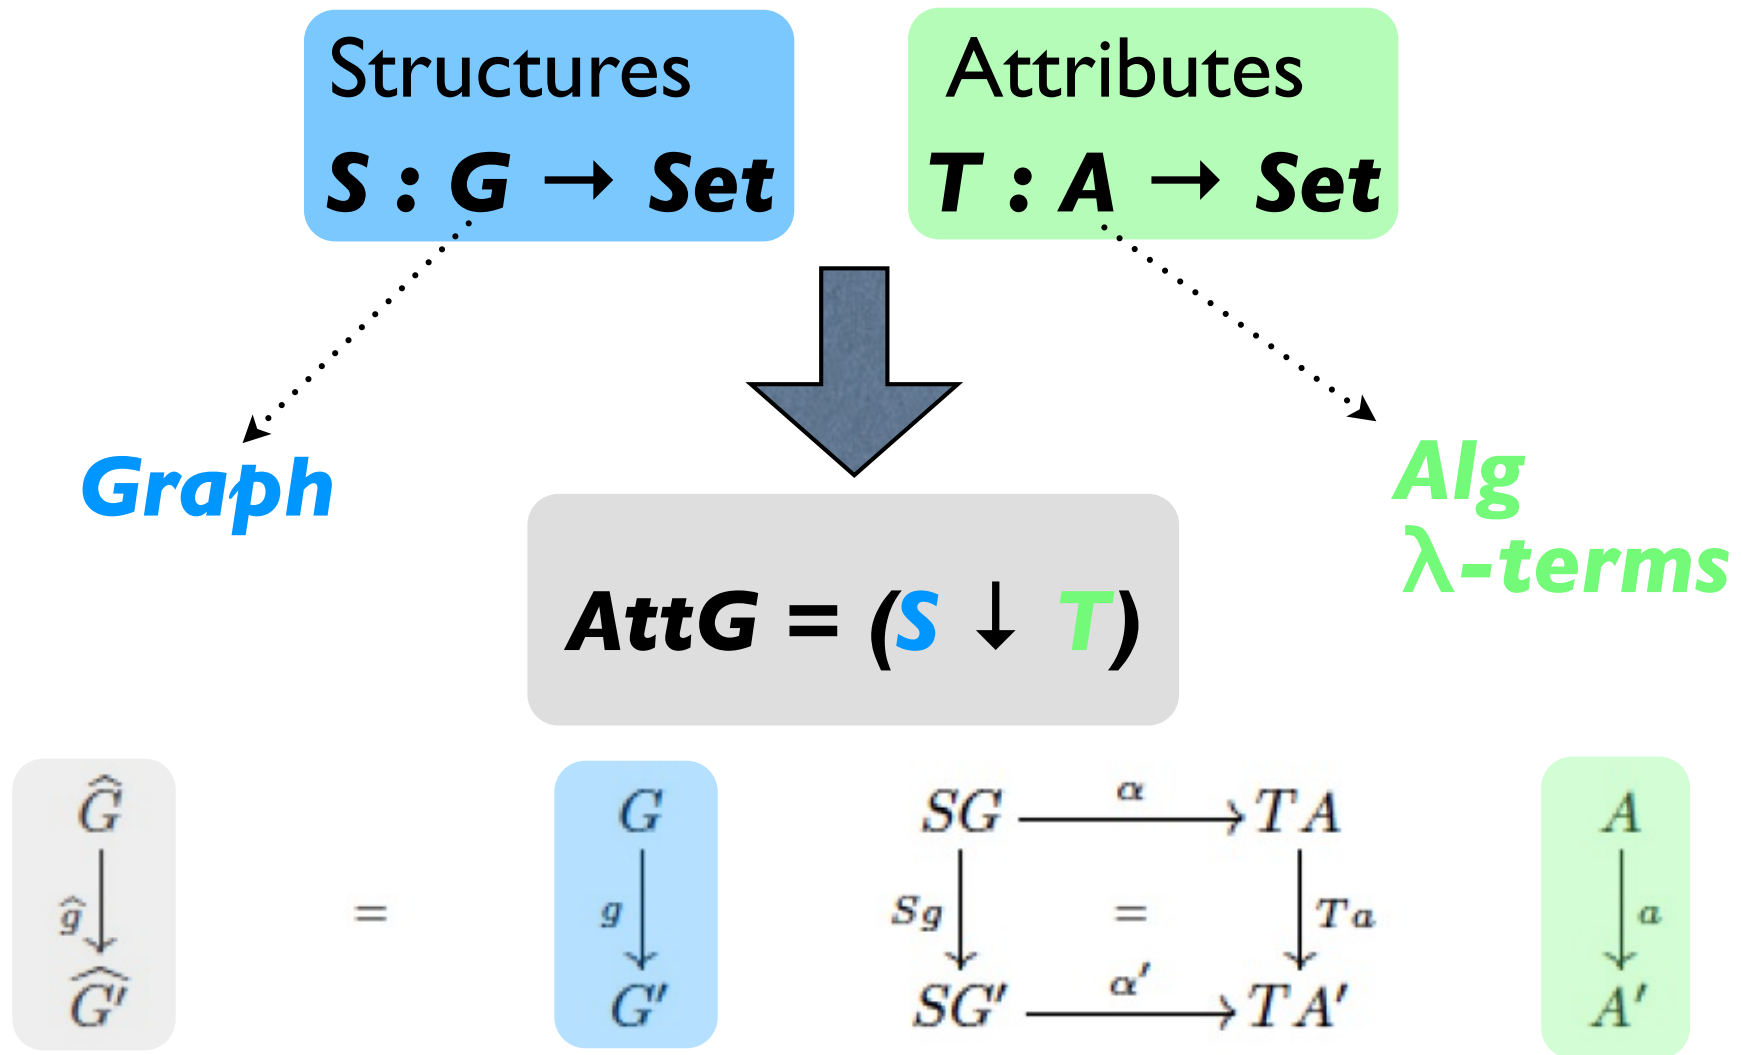 Structures
S : G → Set
Attributes
T : A → Set
Graph
Alg
λ-terms
AttG = (S ↓ T)
Ĝ
ĝ
Ĝ′
=
G
g
G′
SG α TA
Sg = Ta
SG′ α′ TA′
A
a
A′